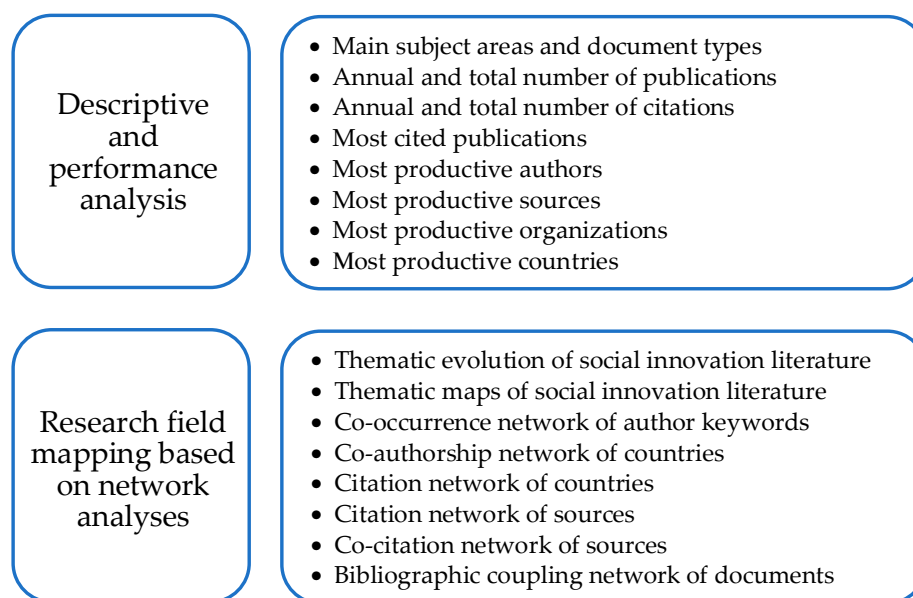 Descriptive
and
performance
analysis
• Main subject areas and document types
• Annual and total number of publications
• Annual and total number of citations
• Most cited publications
• Most productive authors
• Most productive sources
• Most productive organizations
• Most productive countries
Research field
mapping based
on network
analyses
• Thematic evolution of social innovation literature
• Thematic maps of social innovation literature
• Co-occurrence network of author keywords
• Co-authorship network of countries
• Citation network of countries
• Citation network of sources
• Co-citation network of sources
• Bibliographic coupling network of documents